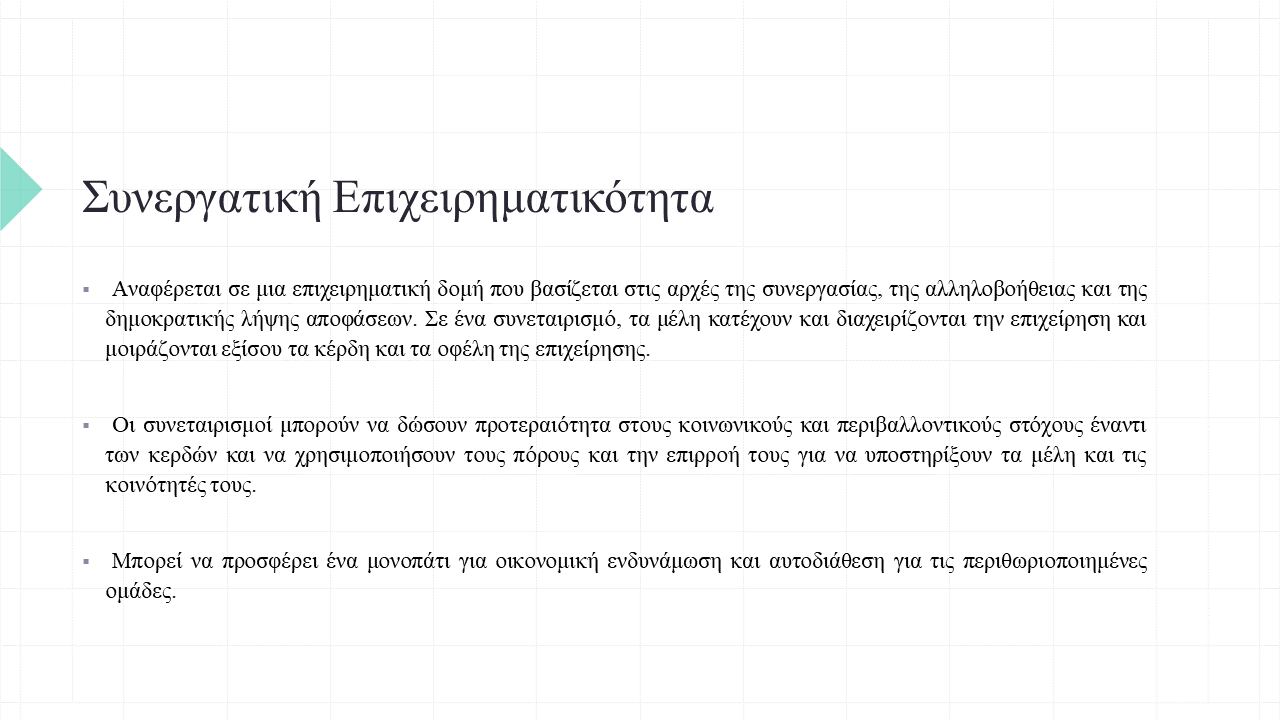 Συνεργατική Επιχειρηματικότητα
▪ Αναφέρεται σε μια επιχειρηματική δομή που βασίζεται στις αρχές της συνεργασίας, της αλληλοβοήθειας και της
δημοκρατικής λήψης αποφάσεων. Σε ένα συνεταιρισμό, τα μέλη κατέχουν και διαχειρίζονται την επιχείρηση και
μοιράζονται εξίσου τα κέρδη και τα οφέλη της επιχείρησης.
▪ Οι συνεταιρισμοί μπορούν να δώσουν προτεραιότητα στους κοινωνικούς και περιβαλλοντικούς στόχους έναντι
των κερδών και να χρησιμοποιήσουν τους πόρους και την επιρροή τους για να υποστηρίξουν τα μέλη και τις
κοινότητές τους.
▪ Μπορεί να προσφέρει ένα μονοπάτι για οικονομική ενδυνάμωση και αυτοδιάθεση για τις περιθωριοποιημένες
ομάδες.